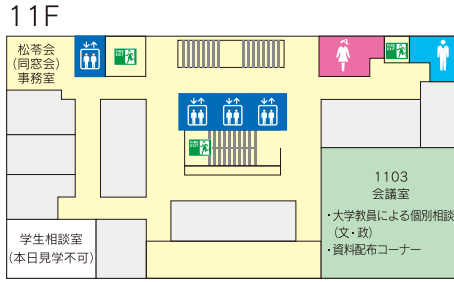 11F
松苓会
(同窓会)
事務室
1103
会議室
・大学教員による個別相談
(文・政)
・資料配布コーナー
学生相談室
(本日見学不可)